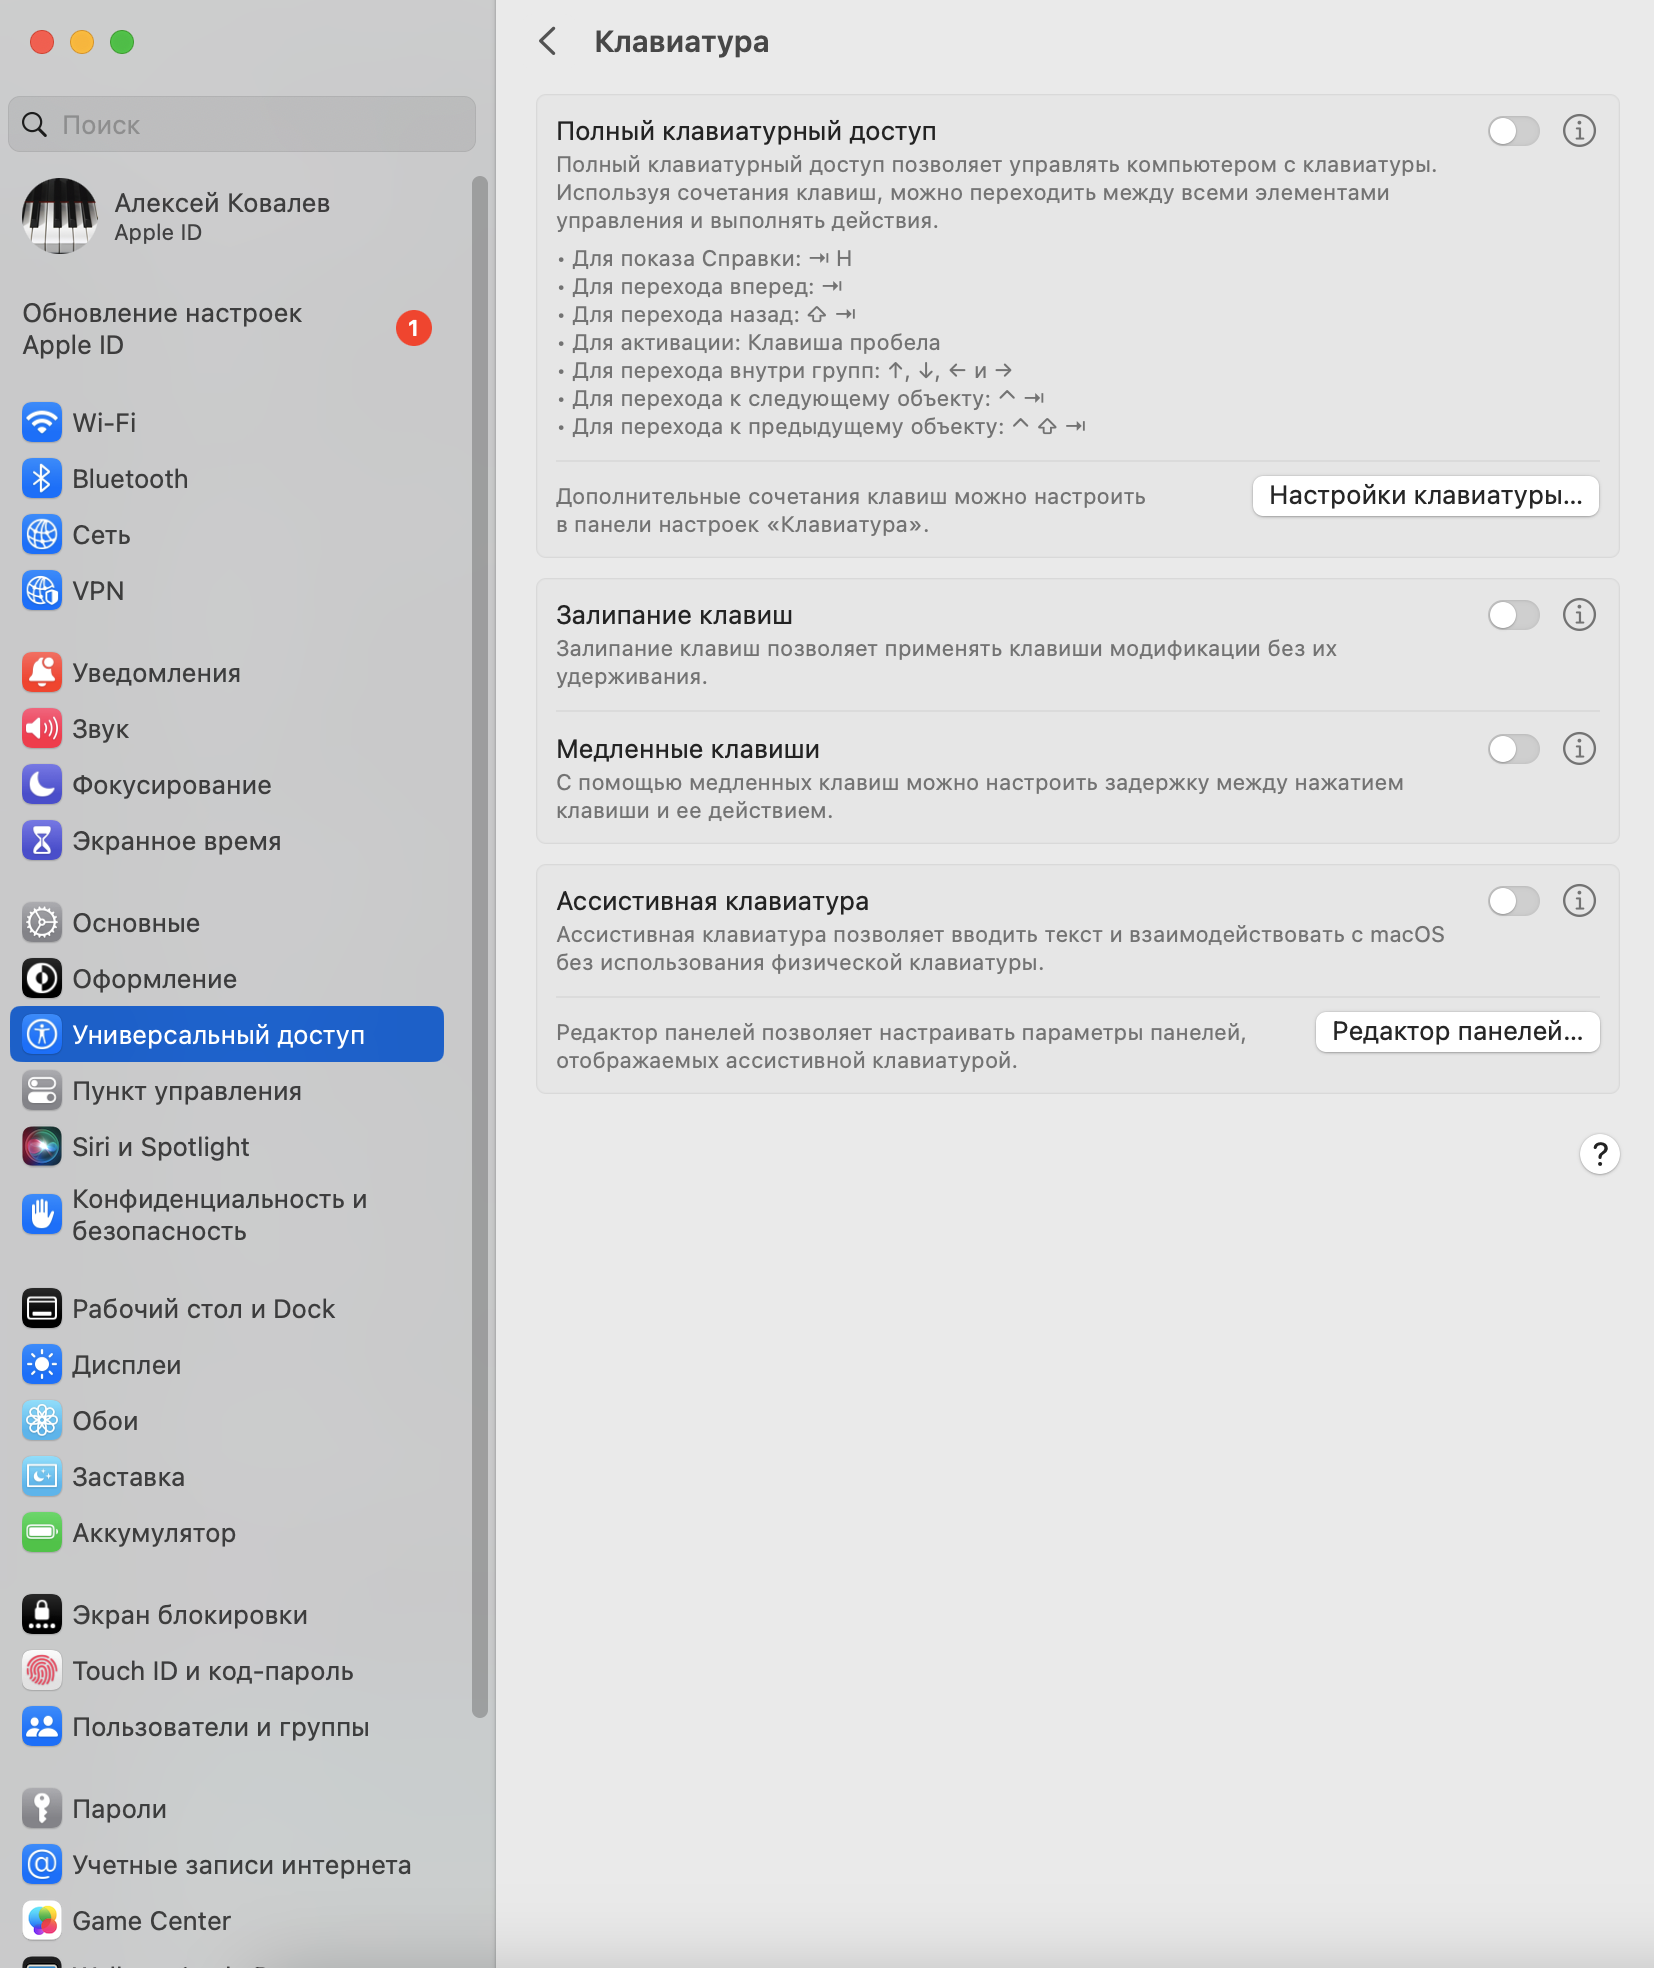 Поиск
Алексей Ковалев
Apple ID
Обновление настроек
Apple ID
1
Wi-Fi
Bluetooth
Сеть
VPN
Уведомления
Звук
Фокусирование
Экранное время
Основные
Оформление
Универсальный доступ
Пункт управления
Siri и Spotlight
Конфиденциальность и
безопасность
Рабочий стол и Dock
Дисплеи
Обои
Заставка
Аккумулятор
Экран блокировки
Touch ID и код-пароль
Пользователи и группы
Пароли
Учетные записи интернета
Game Center
Клавиатура
Полный клавиатурный доступ
Полный клавиатурный доступ позволяет управлять компьютером с клавиатуры.
Используя сочетания клавиш, можно переходить между всеми элементами
управления и выполнять действия.
• Для показа Справки: ⇥ H
• Для перехода вперед: ⇥
• Для перехода назад: ⇧ ⇥
• Для активации: Клавиша пробела
• Для перехода внутри групп: ↑, ↓, ← и →
• Для перехода к следующему объекту: ^ ⇥
• Для перехода к предыдущему объекту: ^ ⇧ ⇥
Дополнительные сочетания клавиш можно настроить
в панели настроек «Клавиатура».
Настройки клавиатуры...
Залипание клавиш
Залипание клавиш позволяет применять клавиши модификации без их
удерживания.
Медленные клавиши
С помощью медленных клавиш можно настроить задержку между нажатием
клавиши и ее действием.
Ассистивная клавиатура
Ассистивная клавиатура позволяет вводить текст и взаимодействовать с macOS
без использования физической клавиатуры.
Редактор панелей позволяет настраивать параметры панелей,
отображаемых ассистивной клавиатурой.
Редактор панелей...
?